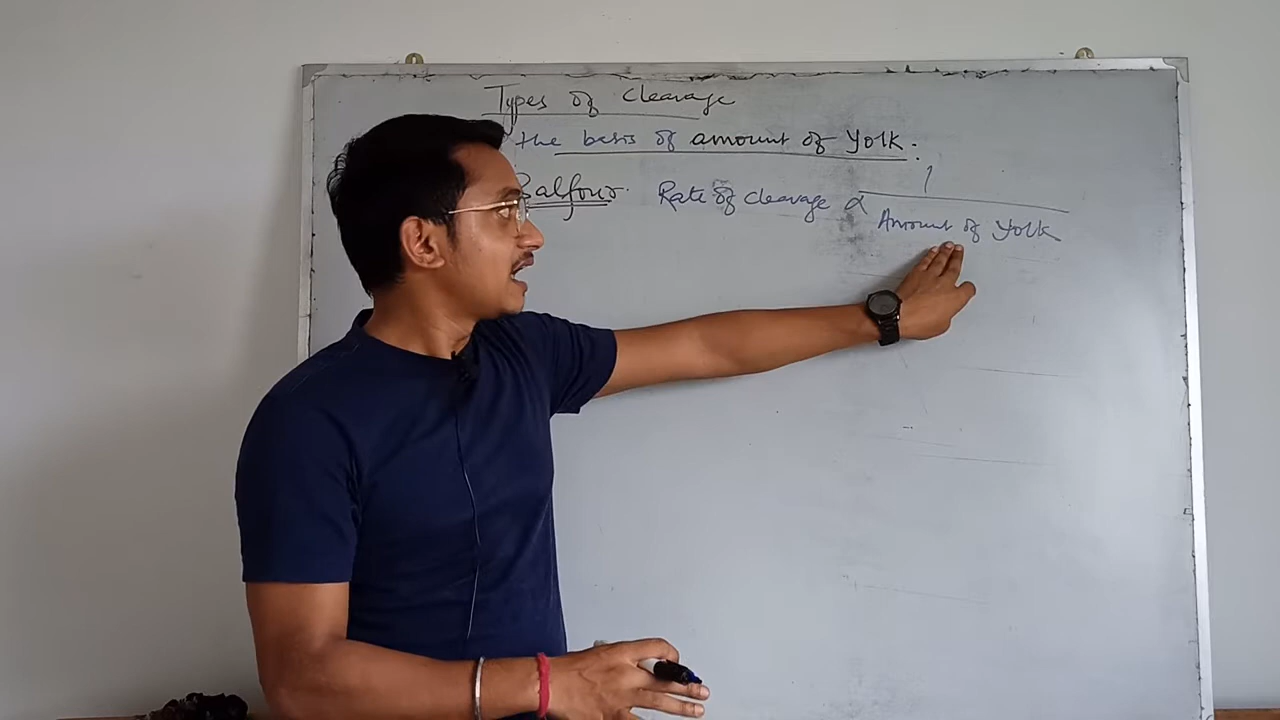 Types of cleavage
the basis of amount of Yolk.
Balfour. Rate of cleavage α 1
Amount of Yolk